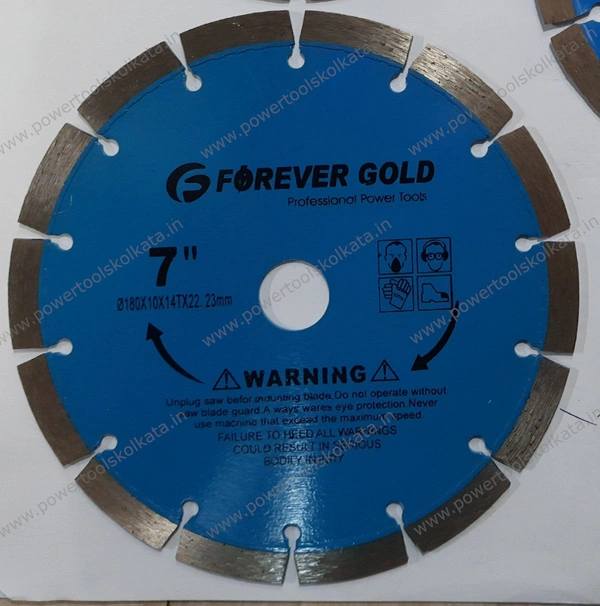 FOREVER GOLD
Professional Power Tools
7"
Ø180X10X14TX22.23mm
WARNING
Unplug saw befor mounting blade,Do not operate without
saw blade guard.A ways wares eye protection.Never
use macnine that exceed the maximum speed
FAILURE TO HEED ALL WARNINGS
COULD RESULT IN SERIOUS
BODILY INJURY
www.powertoolskolkata.in